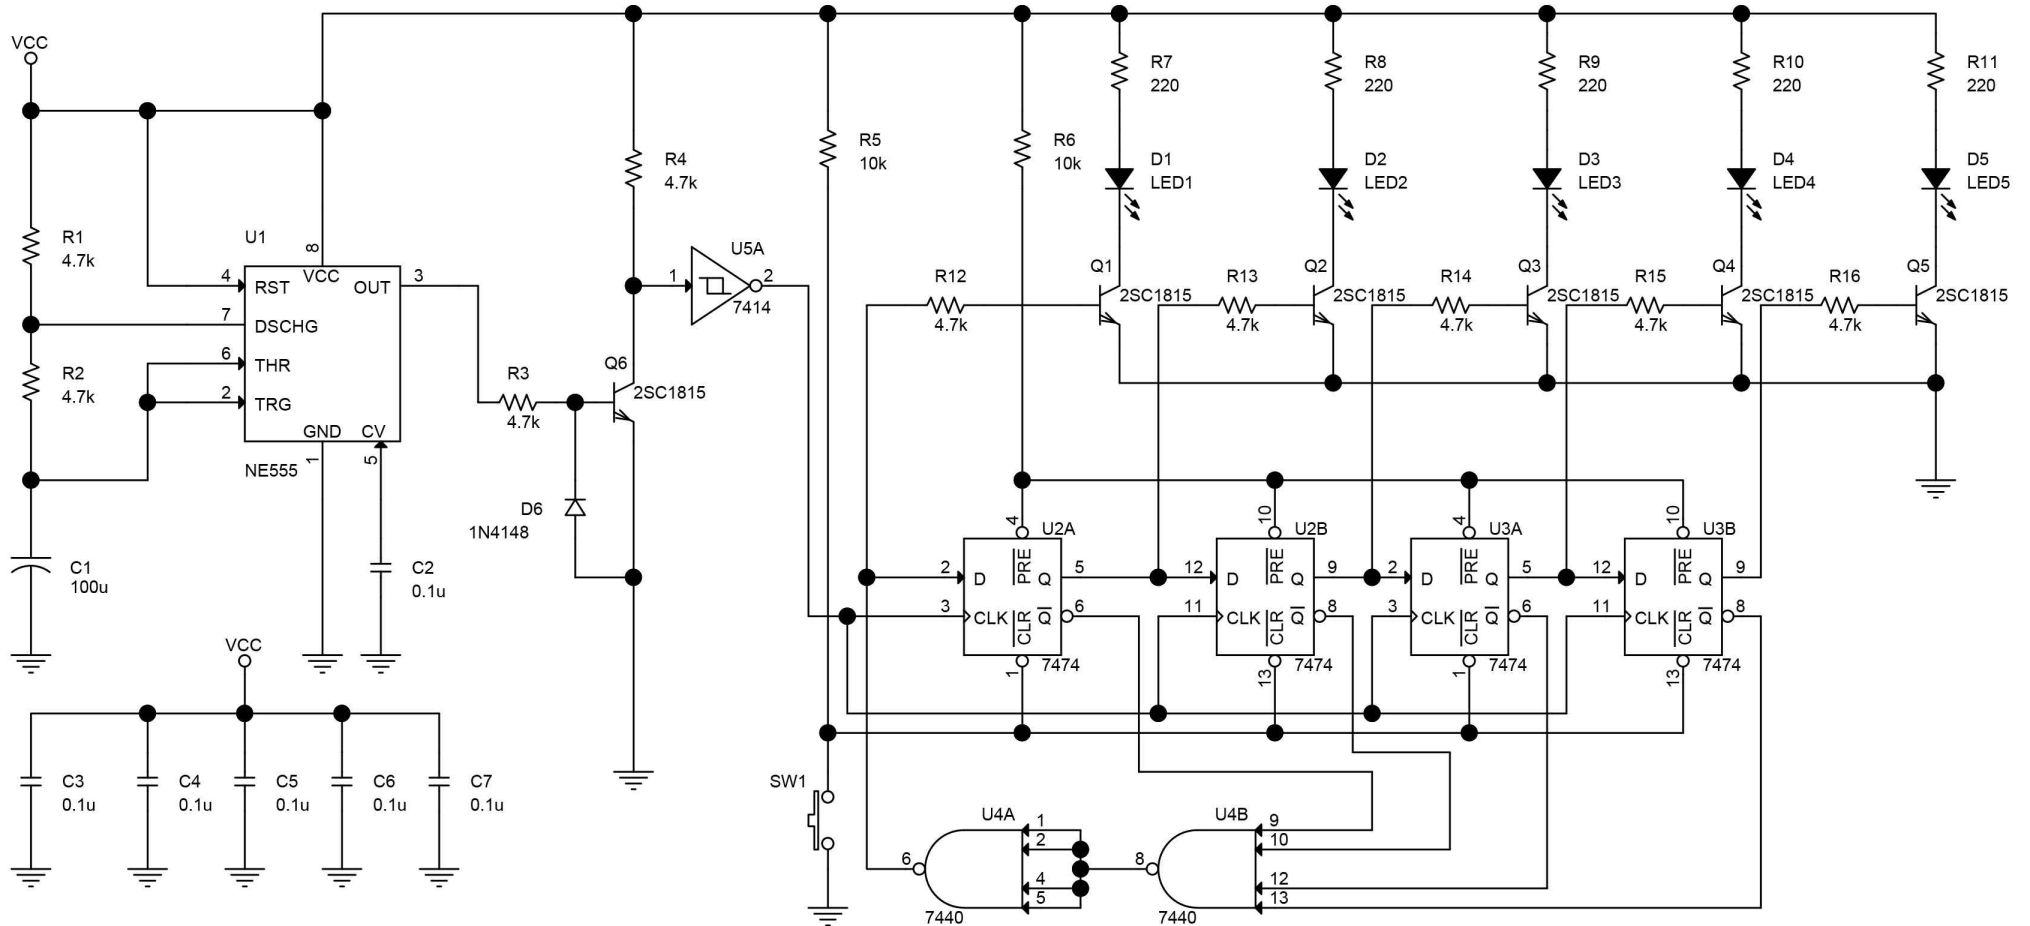 VCC
R1
4.7k
R2
4.7k
C1
100u
U1
8
VCC
4
RST
OUT
3
7
DSCHG
6
THR
2
TRG
GND
CV
1
5
NE555
C2
0.1u
R3
4.7k
D6
1N4148
Q6
2SC1815
R4
4.7k
U5A
1
2
7414
R5
10k
R6
10k
R7
220
R8
220
R9
220
R10
220
R11
220
D1
LED1
D2
LED2
D3
LED3
D4
LED4
D5
LED5
R12
4.7k
Q1
2SC1815
R13
4.7k
Q2
2SC1815
R14
4.7k
Q3
2SC1815
R15
4.7k
Q4
2SC1815
R16
4.7k
Q5
2SC1815
U2A
4
2
D
PRE
Q
5
3
CLK
CLR
Q
6
1
7474
U2B
10
12
D
PRE
Q
9
11
CLK
CLR
Q
8
13
7474
U3A
4
2
D
PRE
Q
5
3
CLK
CLR
Q
6
1
7474
U3B
10
12
D
PRE
Q
9
11
CLK
CLR
Q
8
13
7474
VCC
C3
0.1u
C4
0.1u
C5
0.1u
C6
0.1u
C7
0.1u
SW1
U4A
1
2
6
4
5
7440
U4B
9
10
8
12
13
7440